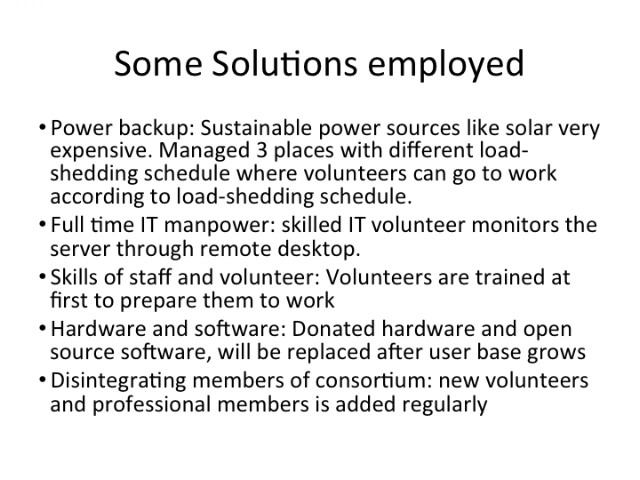 Some Solutions employed
• Power backup: Sustainable power sources like solar very
expensive. Managed 3 places with different load-
shedding schedule where volunteers can go to work
according to load-shedding schedule.
• Full time IT manpower: skilled IT volunteer monitors the
server through remote desktop.
• Skills of staff and volunteer: Volunteers are trained at
first to prepare them to work
• Hardware and software: Donated hardware and open
source software, will be replaced after user base grows
• Disintegrating members of consortium: new volunteers
and professional members is added regularly